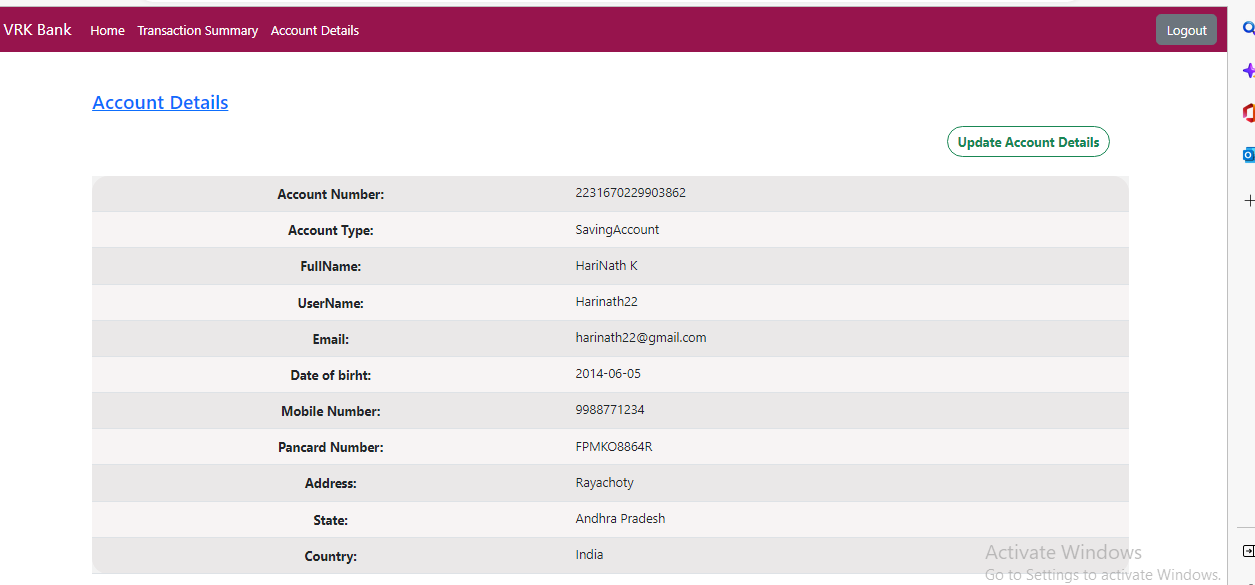 VRK Bank Home Transaction Summary Account Details Logout
Account Details
Update Account Details
Account Number: 2231670229903862
Account Type: SavingAccount
FullName: HariNath K
UserName: Harinath22
Email: harinath22@gmail.com
Date of birht: 2014-06-05
Mobile Number: 9988771234
Pancard Number: FPMKO8864R
Address: Rayachoty
State: Andhra Pradesh
Country: India
Activate Windows
Go to Settings to activate Windows.